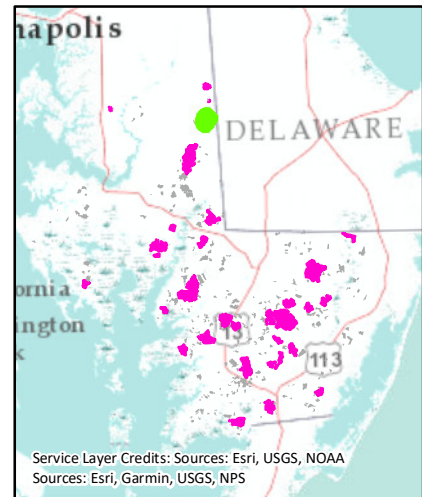 napolis
DELAWARE
ornia
ington
k
13
113
Service Layer Credits: Sources: Esri, USGS, NOAA
Sources: Esri, Garmin, USGS, NPS